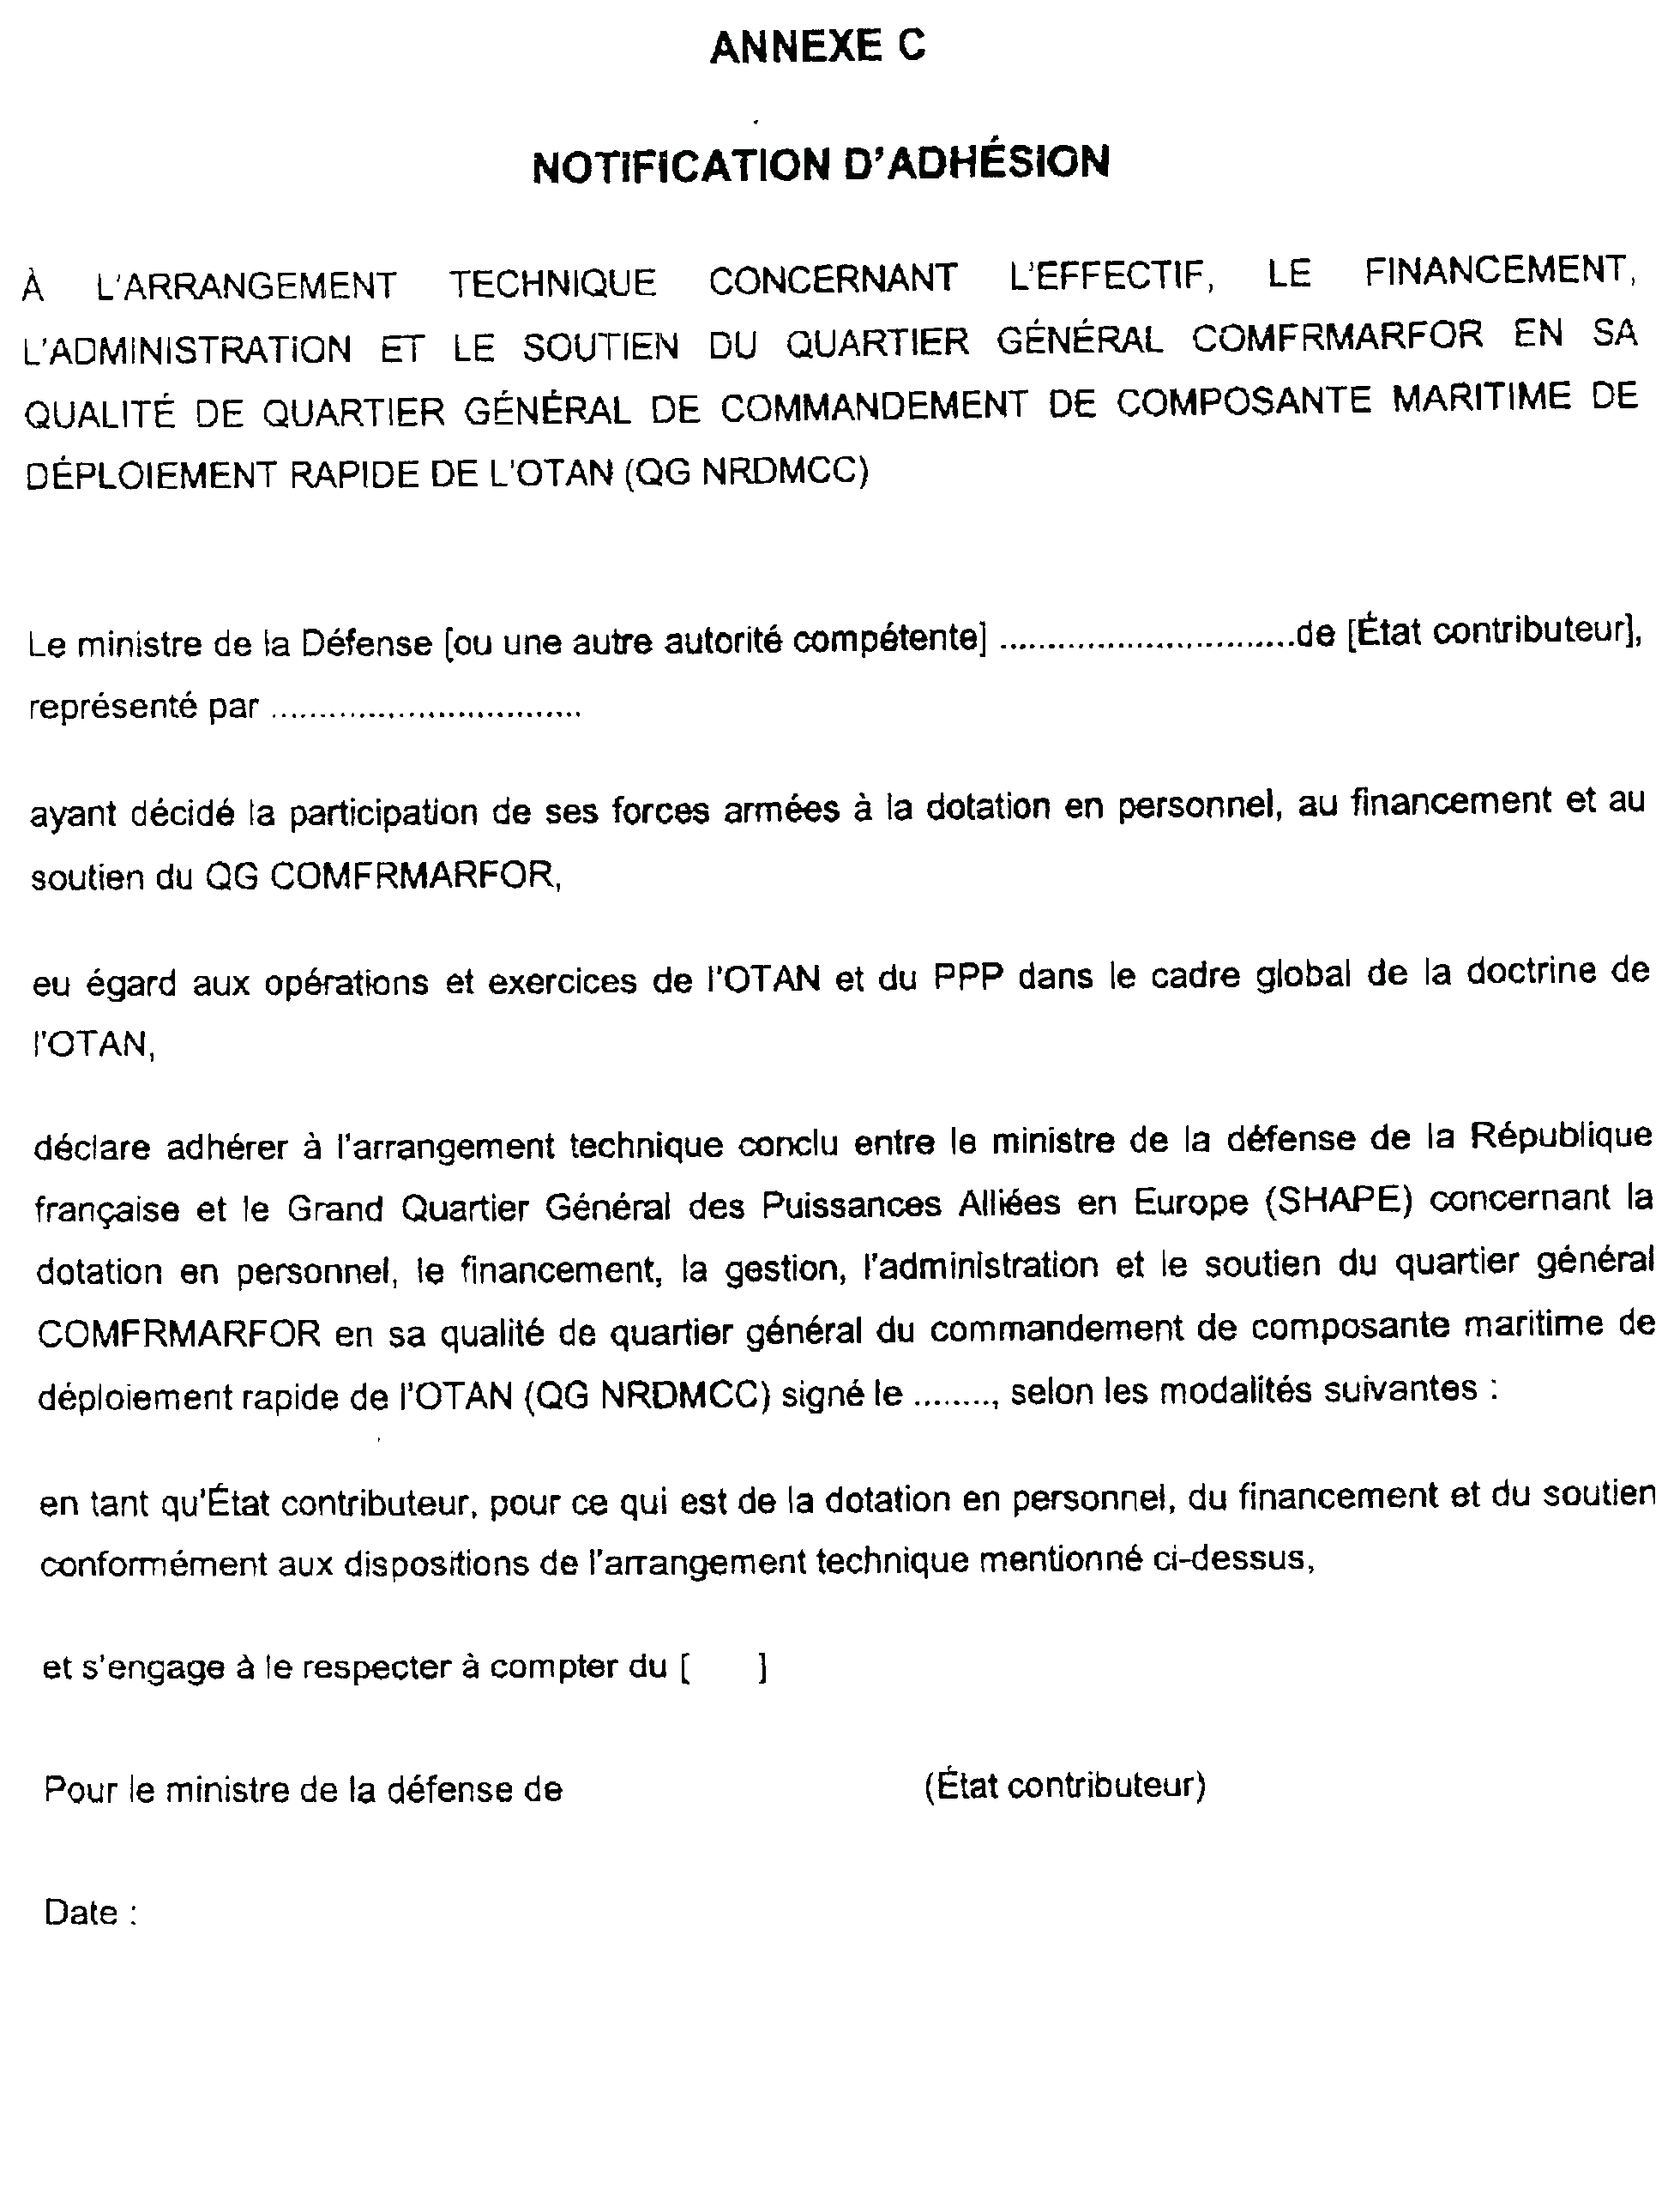 ANNEXE C
NOTIFICATION D'ADHÉSION
À L'ARRANGEMENT TECHNIQUE CONCERNANT L'EFFECTIF, LE FINANCEMENT,
L'ADMINISTRATION ET LE SOUTIEN DU QUARTIER GÉNÉRAL COMFRMARFOR EN SA
QUALITÉ DE QUARTIER GÉNÉRAL DE COMMANDEMENT DE COMPOSANTE MARITIME DE
DÉPLOIEMENT RAPIDE DE L'OTAN (QG NRDMCC)
Le ministre de la Défense [ou une autre autorité compétente] ..............................de [État contributeur],
représenté par ................................
ayant décidé la participation de ses forces armées à la dotation en personnel, au financement et au
soutien du QG COMFRMARFOR,
eu égard aux opérations et exercices de l'OTAN et du PPP dans le cadre global de la doctrine de
l'OTAN,
déclare adhérer à l'arrangement technique conclu entre le ministre de la défense de la République
française et le Grand Quartier Général des Puissances Alliées en Europe (SHAPE) concernant la
dotation en personnel, le financement, la gestion, l'administration et le soutien du quartier général
COMFRMARFOR en sa qualité de quartier général du commandement de composante maritime de
déploiement rapide de l'OTAN (QG NRDMCC) signé le ........, selon les modalités suivantes :
en tant qu'État contributeur, pour ce qui est de la dotation en personnel, du financement et du soutien
conformément aux dispositions de l'arrangement technique mentionné ci-dessus,
et s'engage à le respecter à compter du [ ]
Pour le ministre de la défense de (État contributeur)
Date :